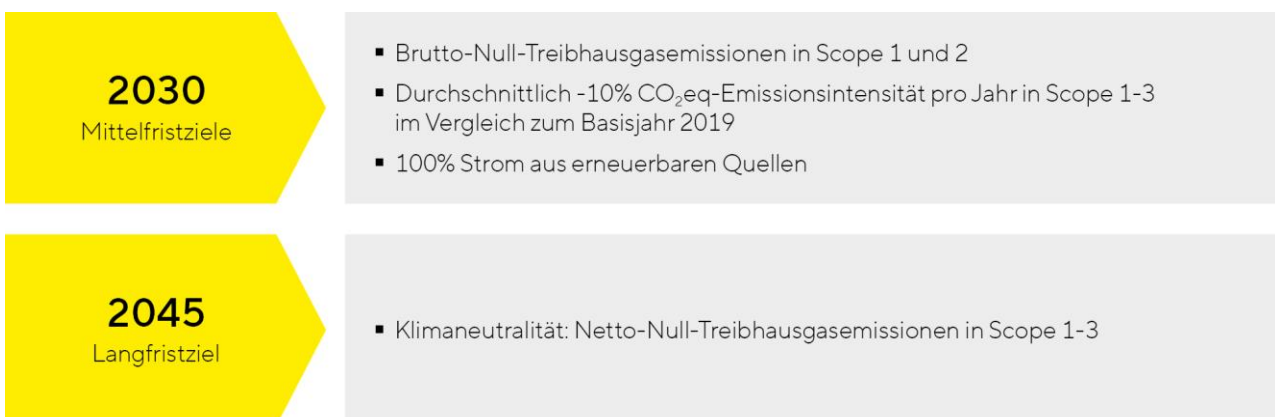 2030
Mittelfristziele
▪ Brutto-Null-Treibhausgasemissionen in Scope 1 und 2
▪ Durchschnittlich -10% CO₂eq-Emissionsintensität pro Jahr in Scope 1-3
im Vergleich zum Basisjahr 2019
▪ 100% Strom aus erneuerbaren Quellen
2045
Langfristziel
▪ Klimaneutralität: Netto-Null-Treibhausgasemissionen in Scope 1-3